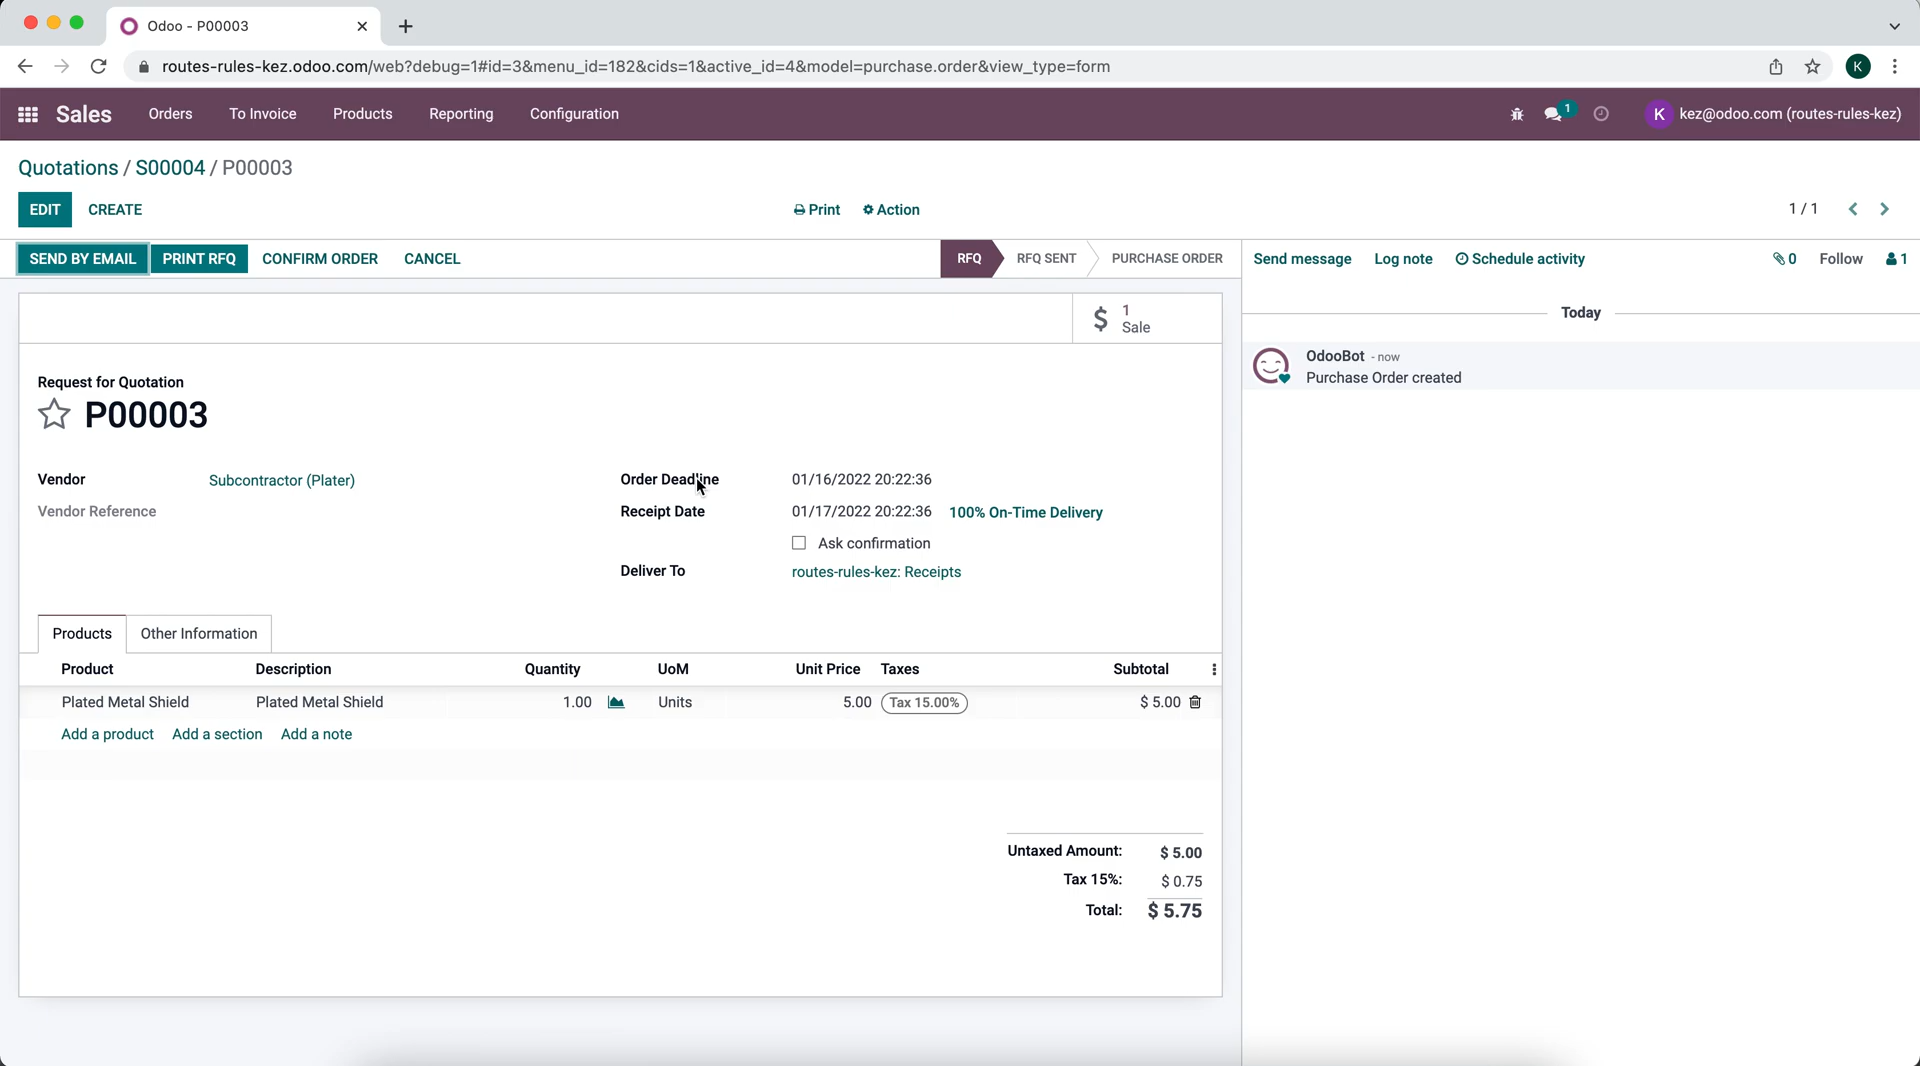 Odoo - P00003
routes-rules-kez.odoo.com/web?debug=1#id=3&menu_id=182&cids=1&active_id=4&model=purchase.order&view_type=form
K
Sales Orders To Invoice Products Reporting Configuration 1 K kez@odoo.com (routes-rules-kez)
Quotations / S00004 / P00003
EDIT CREATE Print Action 1 / 1
SEND BY EMAIL PRINT RFQ CONFIRM ORDER CANCEL RFQ RFQ SENT PURCHASE ORDER Send message Log note Schedule activity 0 Follow 1
$ 1
Sale
Today
OdooBot - now
Purchase Order created
Request for Quotation
P00003
Vendor Subcontractor (Plater) Order Deadline 01/16/2022 20:22:36
Vendor Reference Receipt Date 01/17/2022 20:22:36 100% On-Time Delivery
Ask confirmation
Deliver To routes-rules-kez: Receipts
Products Other Information
Product Description Quantity UoM Unit Price Taxes Subtotal
Plated Metal Shield Plated Metal Shield 1.00 Units 5.00 Tax 15.00% $ 5.00
Add a product Add a section Add a note
Untaxed Amount: $ 5.00
Tax 15%: $ 0.75
Total: $ 5.75